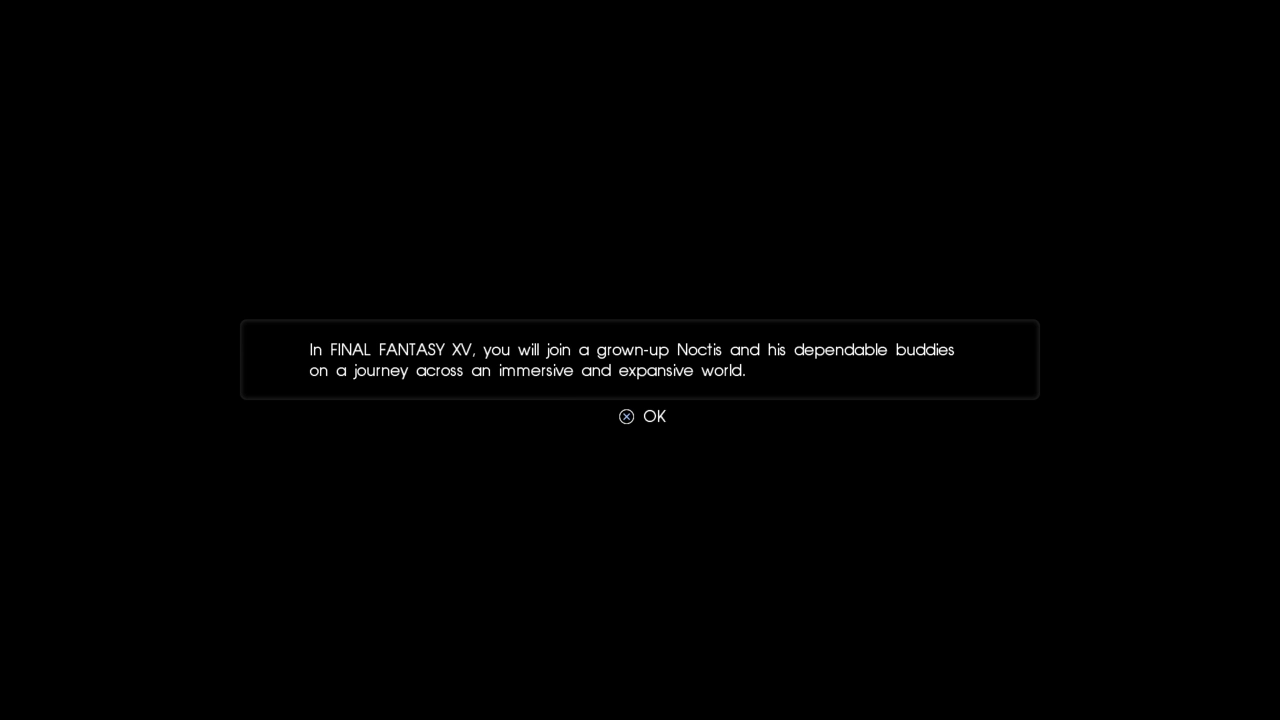 In FINAL FANTASY XV, you will join a grown-up Noctis and his dependable buddies
on a journey across an immersive and expansive world.
OK